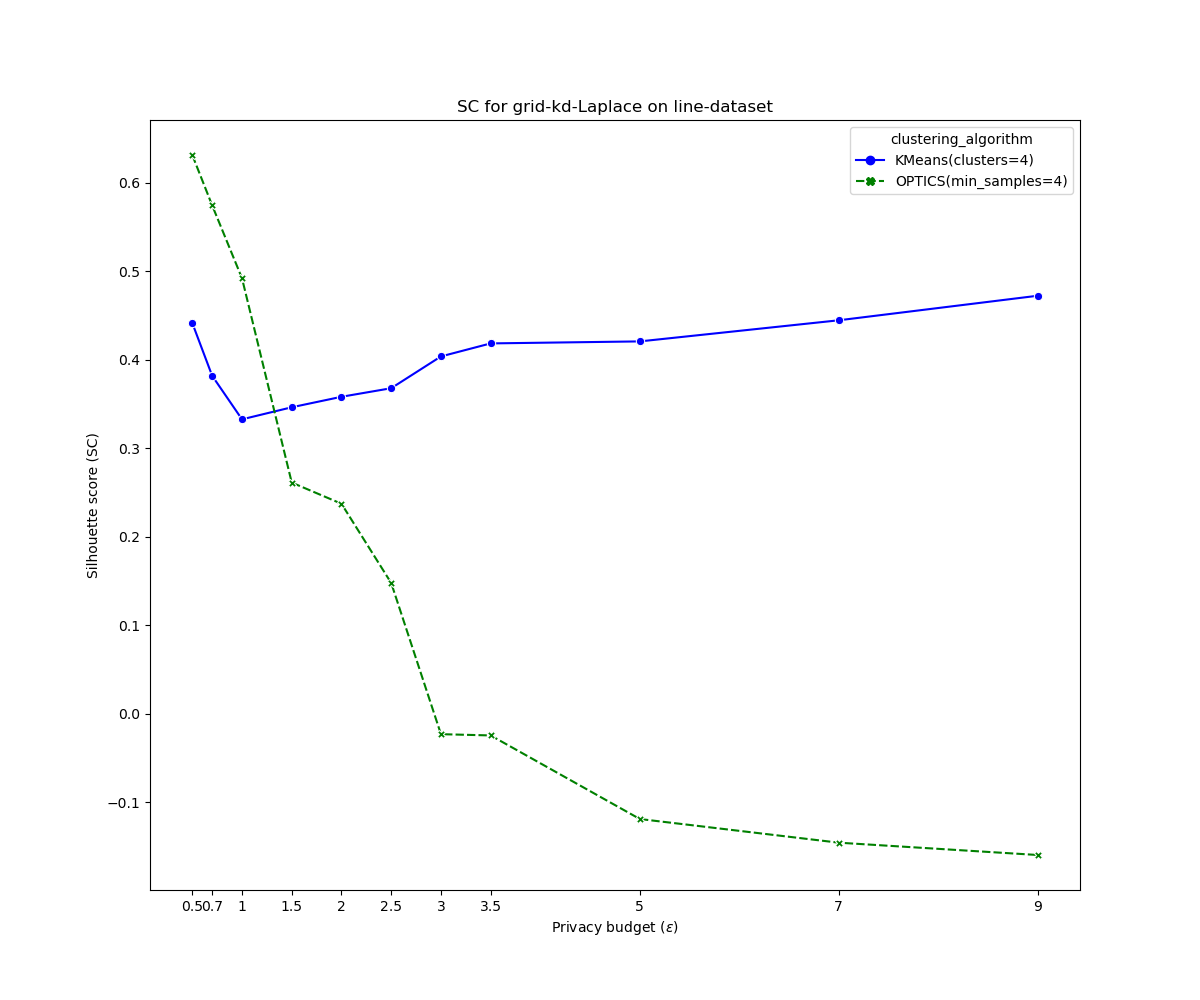 SC for grid-kd-Laplace on line-dataset
clustering_algorithm
KMeans(clusters=4)
OPTICS(min_samples=4)
Silhouette score (SC)
0.6
0.5
0.4
0.3
0.2
0.1
0.0
−0.1
0.5 0.7 1 1.5 2 2.5 3 3.5 5 7 9
Privacy budget (ε)